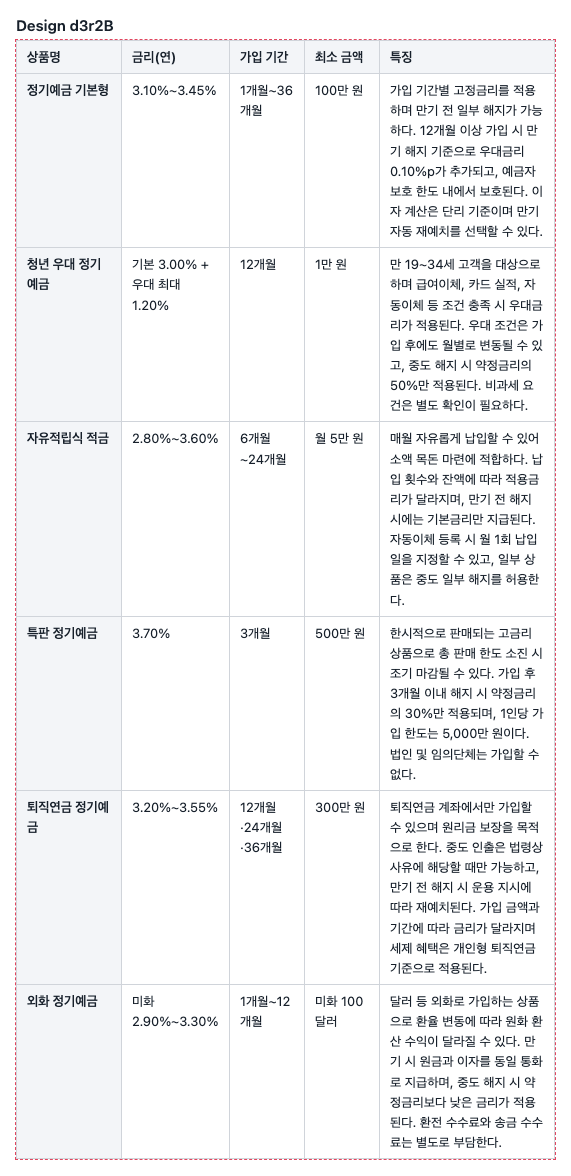 Design d3r2B
상품명 금리(연) 가입 기간 최소 금액 특징
정기예금 기본형 3.10%~3.45% 1개월~36 100만 원 가입 기간별 고정금리를 적용
개월 하며 만기 전 일부 해지가 가능
하다. 12개월 이상 가입 시 만
기 해지 기준으로 우대금리
0.10%p가 추가되고, 예금자
보호 한도 내에서 보호된다. 이
자 계산은 단리 기준이며 만기
자동 재예치를 선택할 수 있다.
청년 우대 정기 기본 3.00% + 12개월 1만 원 만 19~34세 고객을 대상으로
예금 우대 최대 하며 급여이체, 카드 실적, 자
1.20% 동이체 등 조건 충족 시 우대금
리가 적용된다. 우대 조건은 가
입 후에도 월별로 변동될 수 있
고, 중도 해지 시 약정금리의
50%만 적용된다. 비과세 요
건은 별도 확인이 필요하다.
자유적립식 적금 2.80%~3.60% 6개월 월 5만 원 매월 자유롭게 납입할 수 있어
~24개월 소액 목돈 마련에 적합하다. 납
입 횟수와 잔액에 따라 적용금
리가 달라지며, 만기 전 해지
시에는 기본금리만 지급된다.
자동이체 등록 시 월 1회 납입
일을 지정할 수 있고, 일부 상
품은 중도 일부 해지를 허용한
다.
특판 정기예금 3.70% 3개월 500만 원 한시적으로 판매되는 고금리
상품으로 총 판매 한도 소진 시
조기 마감될 수 있다. 가입 후
3개월 이내 해지 시 약정금리
의 30%만 적용되며, 1인당 가
입 한도는 5,000만 원이다.
법인 및 임의단체는 가입할 수
없다.
퇴직연금 정기예 3.20%~3.55% 12개월 300만 원 퇴직연금 계좌에서만 가입할
금 ·24개월 수 있으며 원리금 보장을 목적
·36개월 으로 한다. 중도 인출은 법령상
사유에 해당할 때만 가능하고,
만기 전 해지 시 운용 지시에
따라 재예치된다. 가입 금액과
기간에 따라 금리가 달라지며
세제 혜택은 개인형 퇴직연금
기준으로 적용된다.
외화 정기예금 미화 1개월~12 미화 100 달러 등 외화로 가입하는 상품
2.90%~3.30% 개월 달러 으로 환율 변동에 따라 원화 환
산 수익이 달라질 수 있다. 만
기 시 원금과 이자를 동일 통화
로 지급하며, 중도 해지 시 약
정금리보다 낮은 금리가 적용
된다. 환전 수수료와 송금 수수
료는 별도로 부담한다.